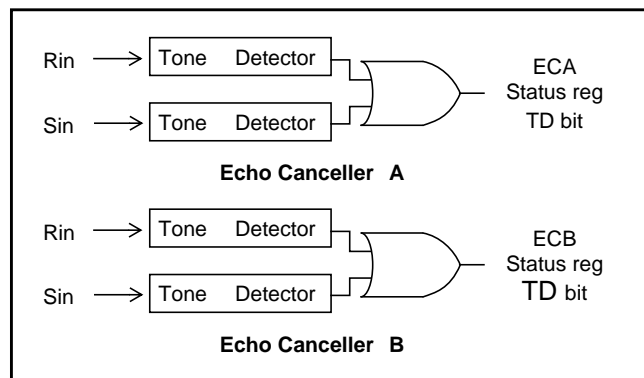 Rin Tone Detector
ECA
Status reg
TD bit
Sin Tone Detector
Echo Canceller A
Rin Tone Detector
ECB
Status reg
TD bit
Sin Tone Detector
Echo Canceller B